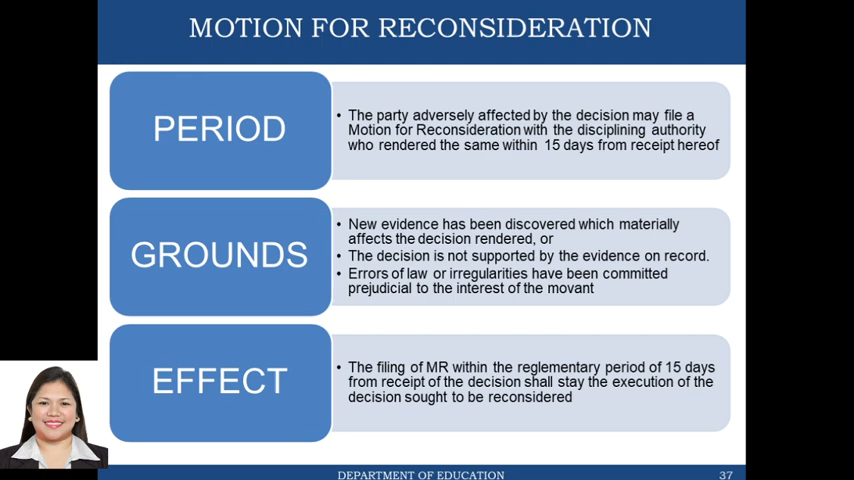 MOTION FOR RECONSIDERATION
PERIOD
• The party adversely affected by the decision may file a
Motion for Reconsideration with the disciplining authority
who rendered the same within 15 days from receipt hereof
GROUNDS
• New evidence has been discovered which materially
affects the decision rendered, or
• The decision is not supported by the evidence on record.
• Errors of law or irregularities have been committed
prejudicial to the interest of the movant
EFFECT
• The filing of MR within the reglementary period of 15 days
from receipt of the decision shall stay the execution of the
decision sought to be reconsidered
DEPARTMENT OF EDUCATION
37